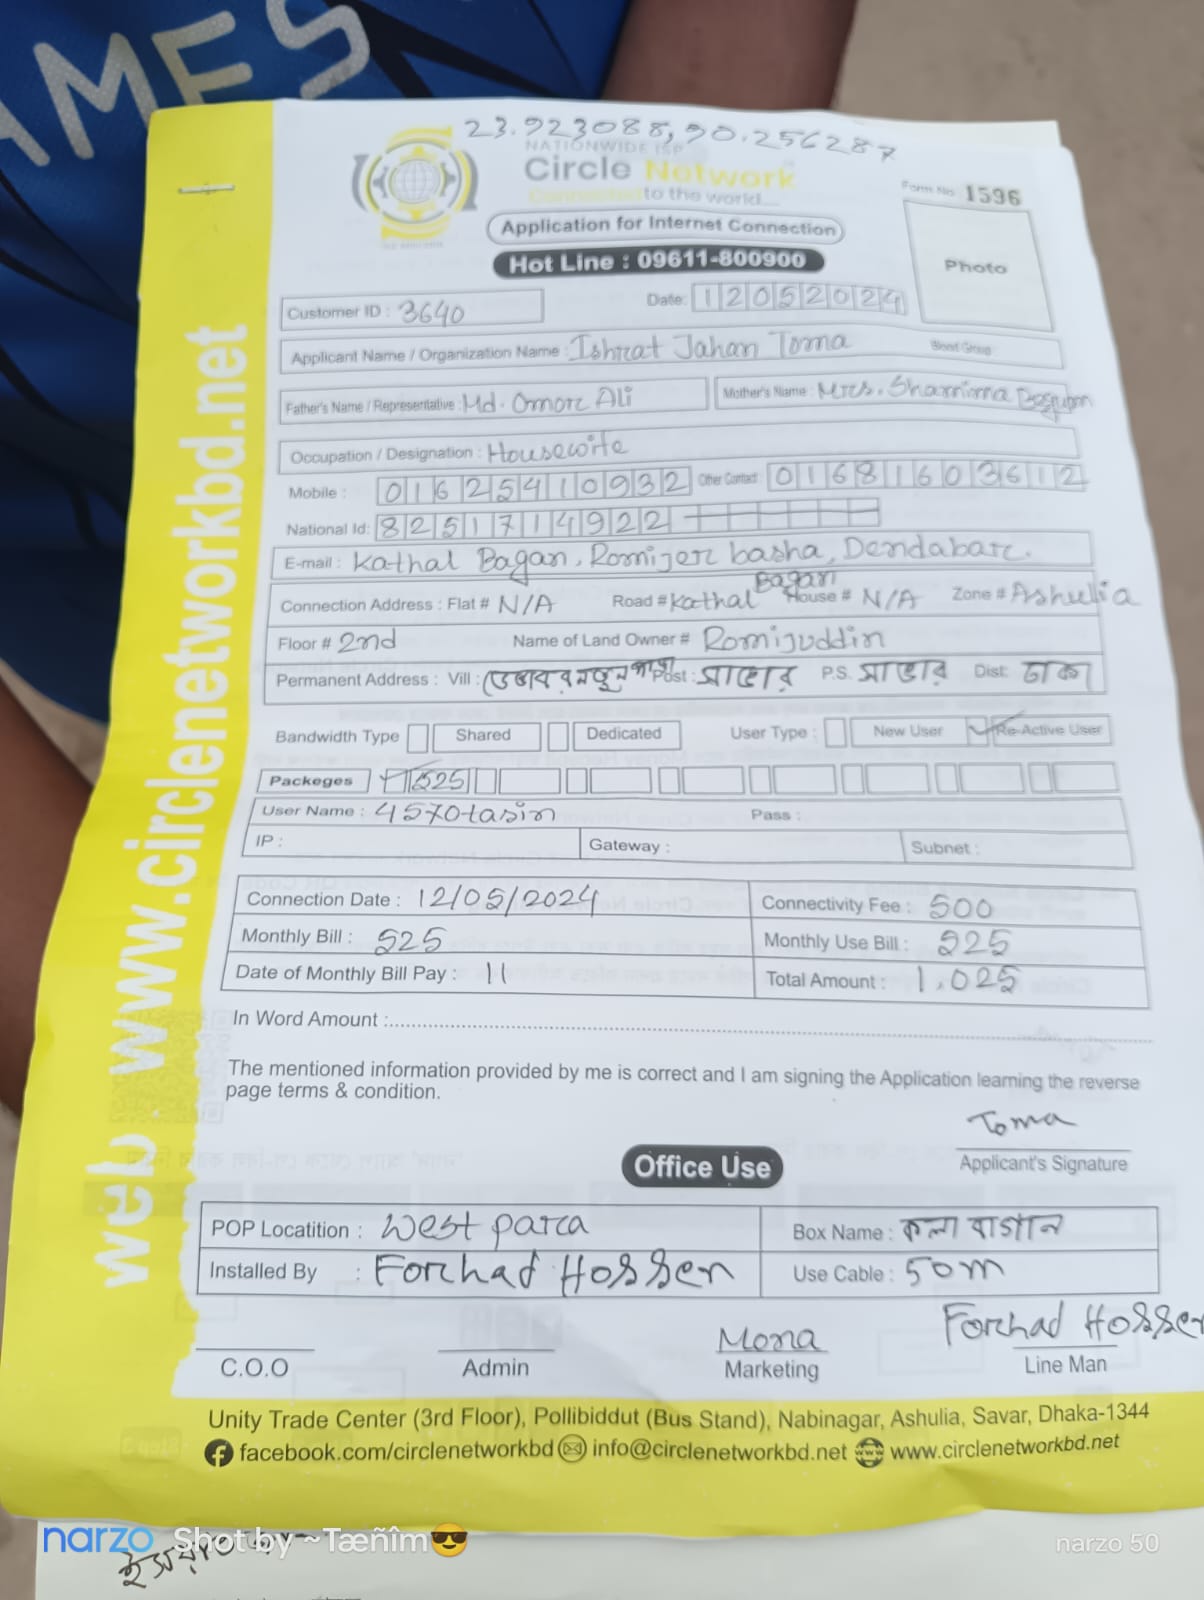 AMES
23.923088, 90.256287
NATIONWIDE ISP
Circle Network
Connected to the world....
Form No. 1596
Application for Internet Connection
Hot Line : 09611-800900
Photo
Customer ID : 3640
Date: 12052024
Applicant Name / Organization Name : Ishrat Jahan Toma
Blood Group
Father's Name / Representative : Md. Omor Ali
Mother's Name : Mrs. Shamima Begum
Occupation / Designation : Housewife
Mobile : 01625410932 Other Contact 01681603612
National Id: 8251714922
E-mail : Kathal Bagan, Romijer basha, Dendabar.
Connection Address : Flat # N/A Road # Kathal Bagan House # N/A Zone # Ashulia
Floor # 2nd Name of Land Owner # Romijuddin
Permanent Address : Vill : ডেন্ডাবর নতুন পাড়া Post : সাভার P.S. সাভার Dist: ঢাকা
Bandwidth Type Shared Dedicated User Type : New User Re-Active User
Packeges 525
User Name : 4570tasin Pass :
IP : Gateway : Subnet :
Connection Date : 12/05/2024 Connectivity Fee : 500
Monthly Bill : 525 Monthly Use Bill : 525
Date of Monthly Bill Pay : 11 Total Amount : 1,025
In Word Amount :
The mentioned information provided by me is correct and I am signing the Application learning the reverse
page terms & condition.
Toma
Applicant's Signature
Office Use
POP Locatition : West para Box Name : কলা বাগান
Installed By : Forhad Hossen Use Cable : 50m
Mona
Forhad Hossen
C.O.O Admin Marketing Line Man
web : www.circlenetworkbd.net
Unity Trade Center (3rd Floor), Pollibiddut (Bus Stand), Nabinagar, Ashulia, Savar, Dhaka-1344
facebook.com/circlenetworkbd info@circlenetworkbd.net www.circlenetworkbd.net
narzo Shot by ~Tæñîm😎
narzo 50